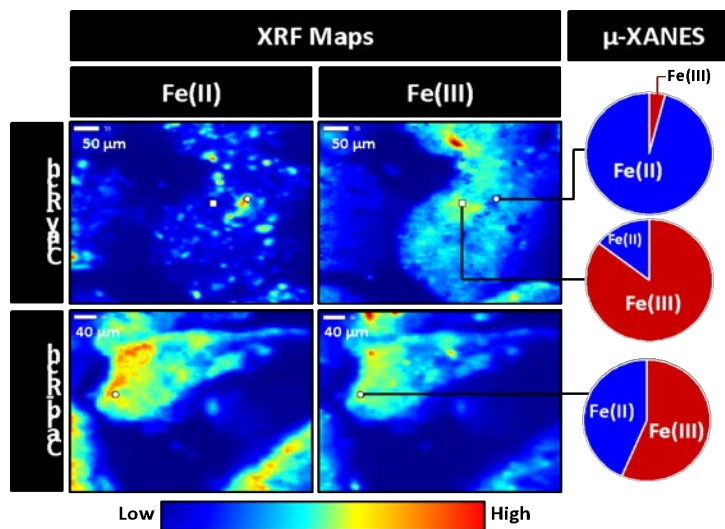 XRF Maps
μ-XANES
Fe(II)
Fe(III)
Fe(III)
50 μm
50 μm
Fe(II)
Fe(II)
Fe(III)
40 μm
40 μm
Fe(II)
Fe(III)
Low
High